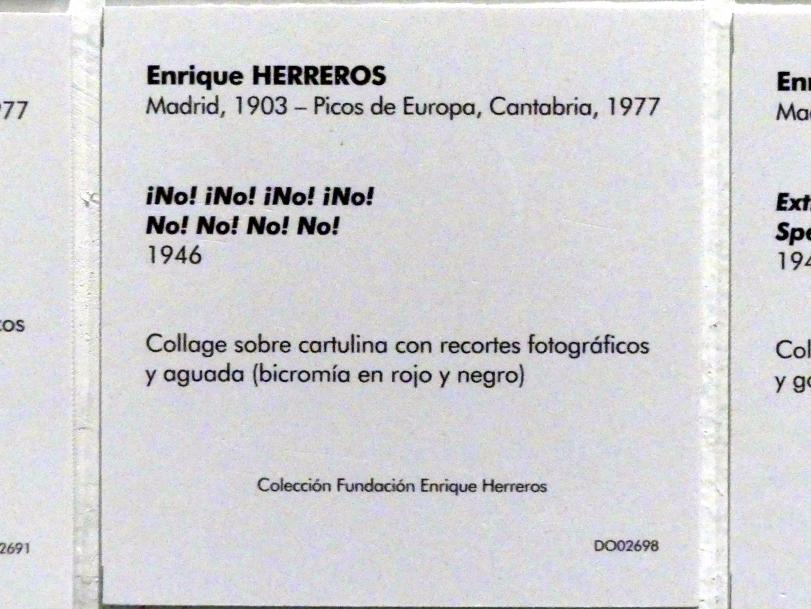 Enrique HERREROS
Madrid, 1903 – Picos de Europa, Cantabria, 1977
¡No! ¡No! ¡No! ¡No!
No! No! No! No!
1946
Collage sobre cartulina con recortes fotográficos
y aguada (bicromía en rojo y negro)
Colección Fundación Enrique Herreros
DO02698